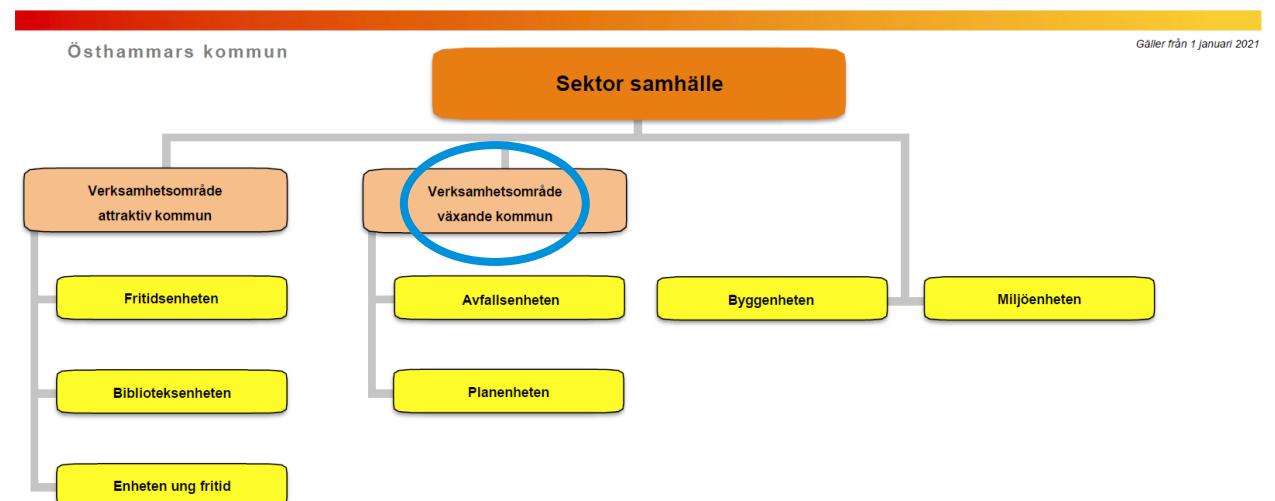 Östhammars kommun
Gäller från 1 januari 2021
Sektor samhälle
Verksamhetsområde
attraktiv kommun
Verksamhetsområde
växande kommun
Fritidsenheten
Avfallsenheten
Byggenheten
Miljöenheten
Biblioteksenheten
Planenheten
Enheten ung fritid